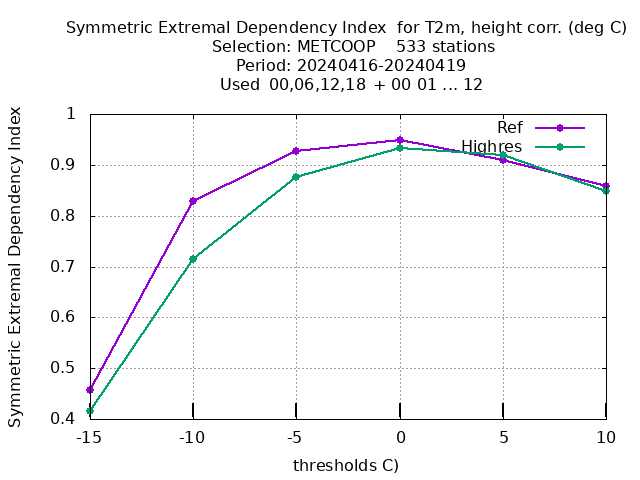 Symmetric Extremal Dependency Index  for T2m, height corr. (deg C)
Selection: METCOOP    533 stations
Period: 20240416-20240419
Used  00,06,12,18  + 00 01 ... 12
Symmetric Extremal Dependency Index
1
0.9
0.8
0.7
0.6
0.5
0.4
Ref
Highres
-15 -10 -5 0 5 10
thresholds C)